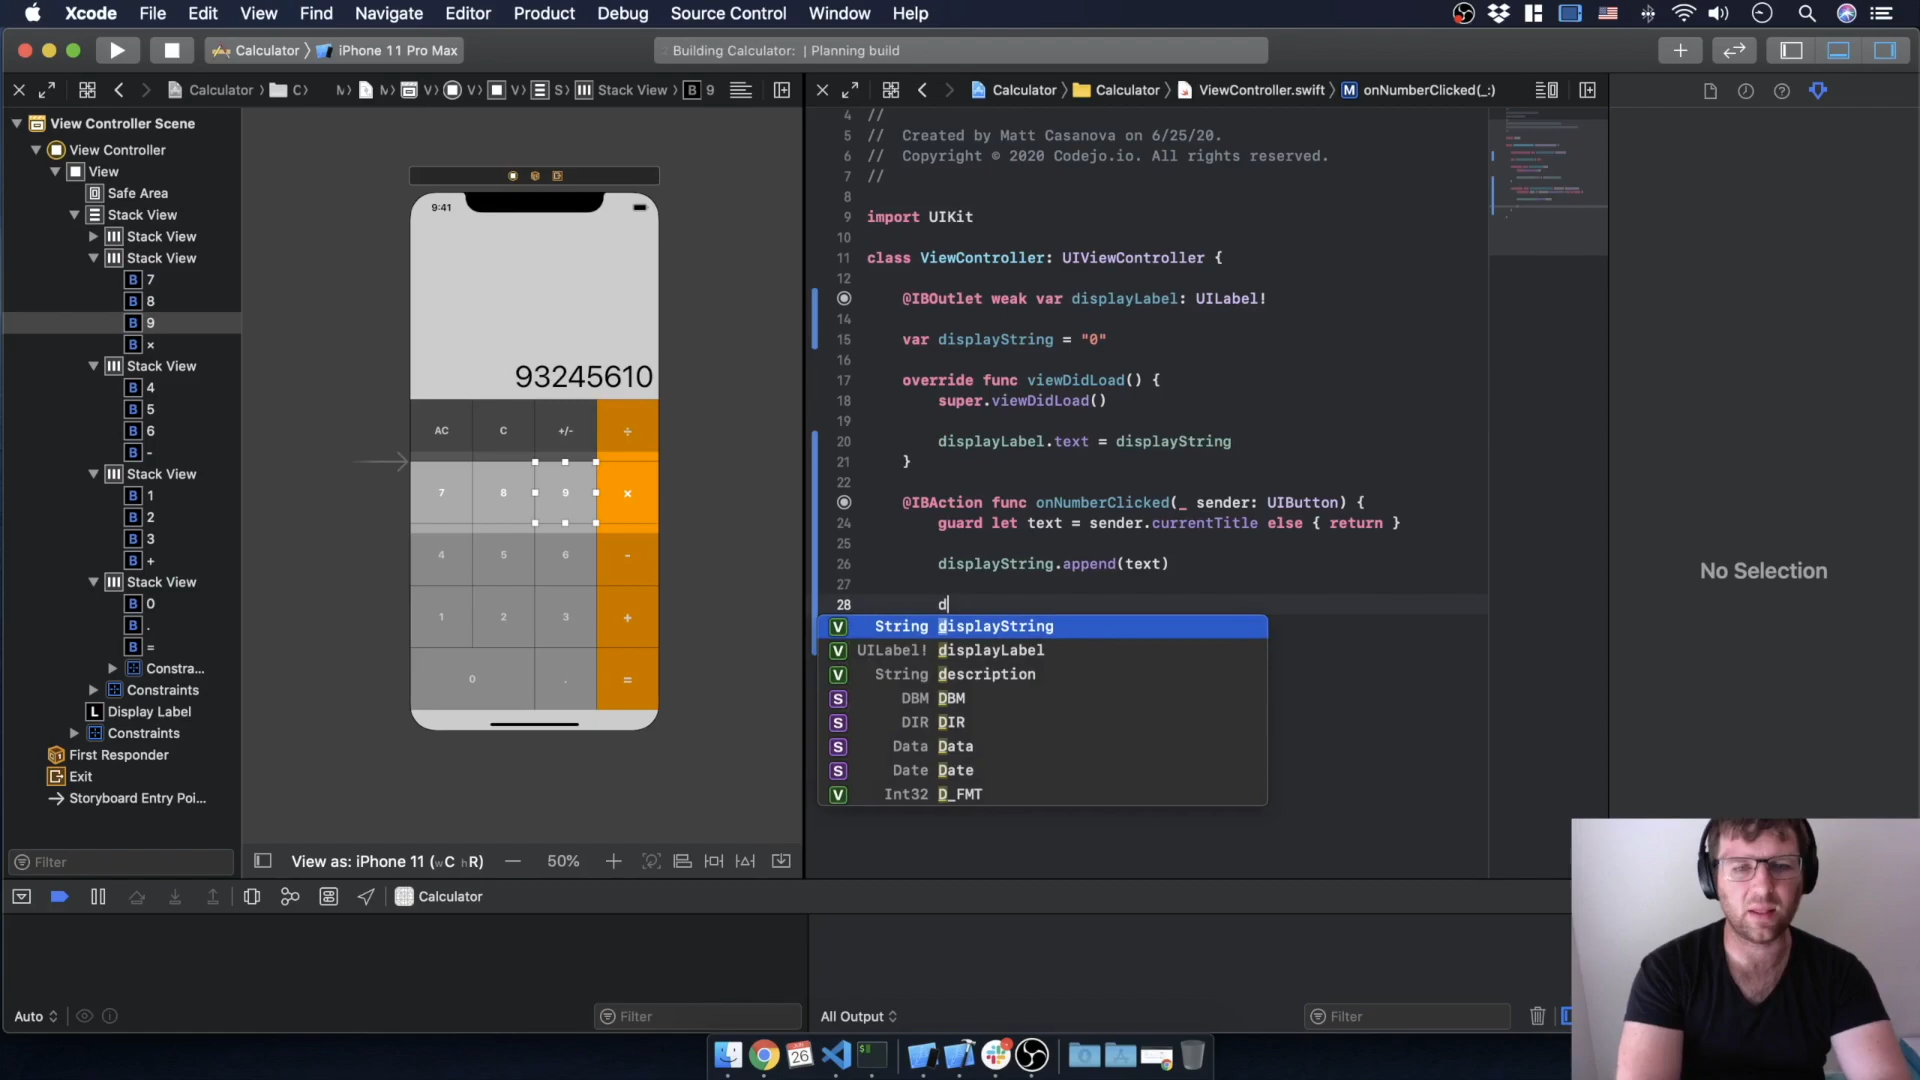 Xcode File Edit View Find Navigate Editor Product Debug Source Control Window Help
Calculator iPhone 11 Pro Max
Building Calculator: | Planning build
Calculator C M M V V V S Stack View B 9
Calculator Calculator ViewController.swift M onNumberClicked(_:)
View Controller Scene
View Controller
View
Safe Area
Stack View
Stack View
Stack View
B 7
B 8
B 9
B ×
Stack View
B 4
B 5
B 6
B -
Stack View
B 1
B 2
B 3
B +
Stack View
B 0
B .
B =
Constra...
Constraints
L Display Label
Constraints
First Responder
Exit
Storyboard Entry Poi...
Filter
9:41
93245610
AC C +/- ÷
7 8 9 ×
4 5 6 -
1 2 3 +
0 . =
View as: iPhone 11 (wC hR) — 50% +
4 //
5 // Created by Matt Casanova on 6/25/20.
6 // Copyright © 2020 Codejo.io. All rights reserved.
7 //
8
9 import UIKit
10
11 class ViewController: UIViewController {
12
@IBOutlet weak var displayLabel: UILabel!
14
15 var displayString = "0"
16
17 override func viewDidLoad() {
18 super.viewDidLoad()
19
20 displayLabel.text = displayString
21 }
22
@IBAction func onNumberClicked(_ sender: UIButton) {
24 guard let text = sender.currentTitle else { return }
25
26 displayString.append(text)
27
28 d
V String displayString
V UILabel! displayLabel
V String description
S DBM DBM
S DIR DIR
S Data Data
S Date Date
V Int32 D_FMT
No Selection
Calculator
Auto
Filter
All Output
Filter
26